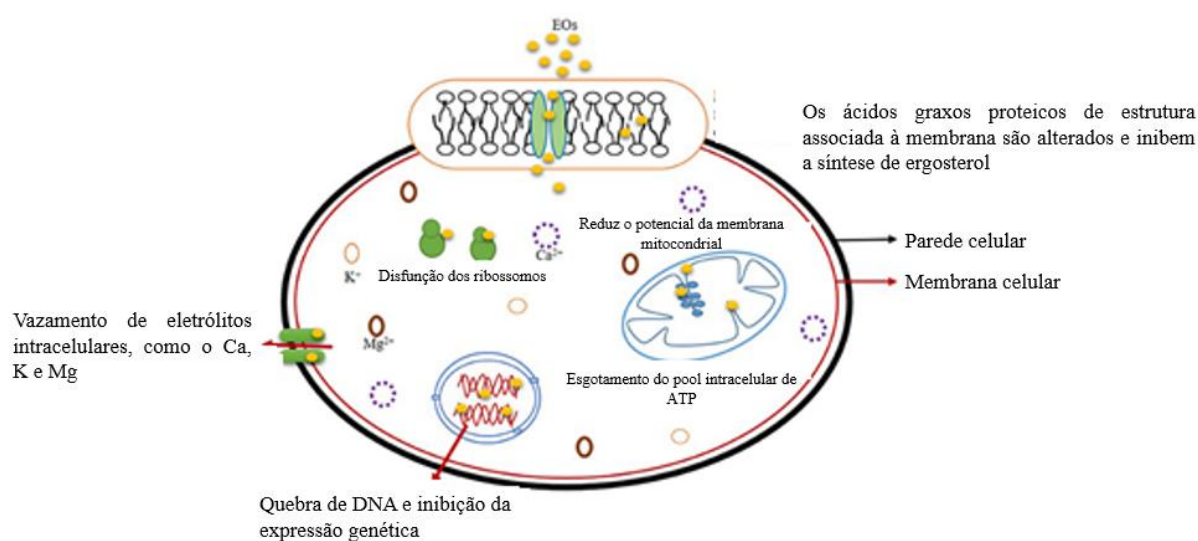 EOs
Os ácidos graxos proteicos de estrutura
associada à membrana são alterados e inibem
a síntese de ergosterol
Reduz o potencial da membrana
mitocondrial
Parede celular
Ca²⁺
K⁺
Disfunção dos ribossomos
Membrana celular
Vazamento de eletrólitos
intracelulares, como o Ca,
K e Mg
Mg²⁺
Esgotamento do pool intracelular de
ATP
Quebra de DNA e inibição da
expressão genética